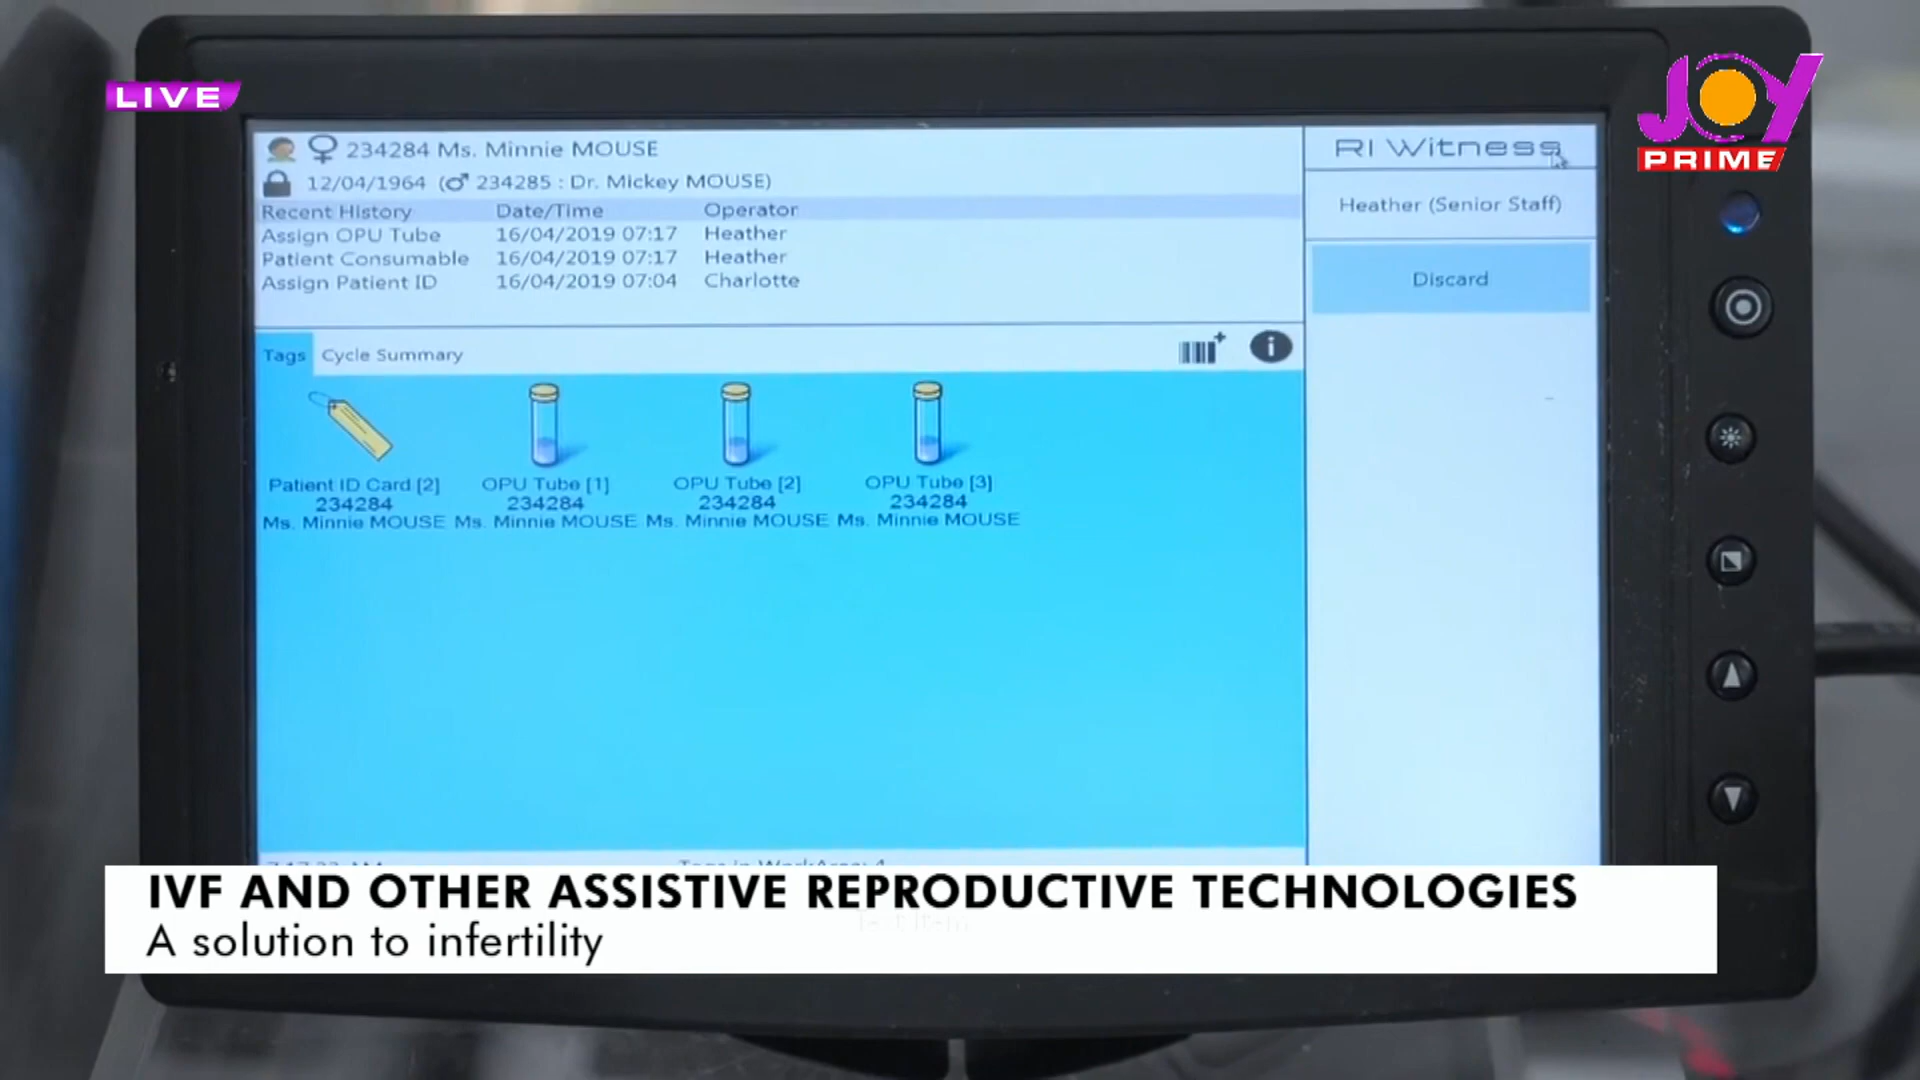 LIVE
JOY
PRIME
234284 Ms. Minnie MOUSE
12/04/1964 (♂ 234285 : Dr. Mickey MOUSE)
Recent History Date/Time Operator
Assign OPU Tube 16/04/2019 07:17 Heather
Patient Consumable 16/04/2019 07:17 Heather
Assign Patient ID 16/04/2019 07:04 Charlotte
RI Witness
Heather (Senior Staff)
Discard
Tags Cycle Summary
Patient ID Card [2]
234284
Ms. Minnie MOUSE
OPU Tube [1]
234284
Ms. Minnie MOUSE
OPU Tube [2]
234284
Ms. Minnie MOUSE
OPU Tube [3]
234284
Ms. Minnie MOUSE
IVF AND OTHER ASSISTIVE REPRODUCTIVE TECHNOLOGIES
A solution to infertility